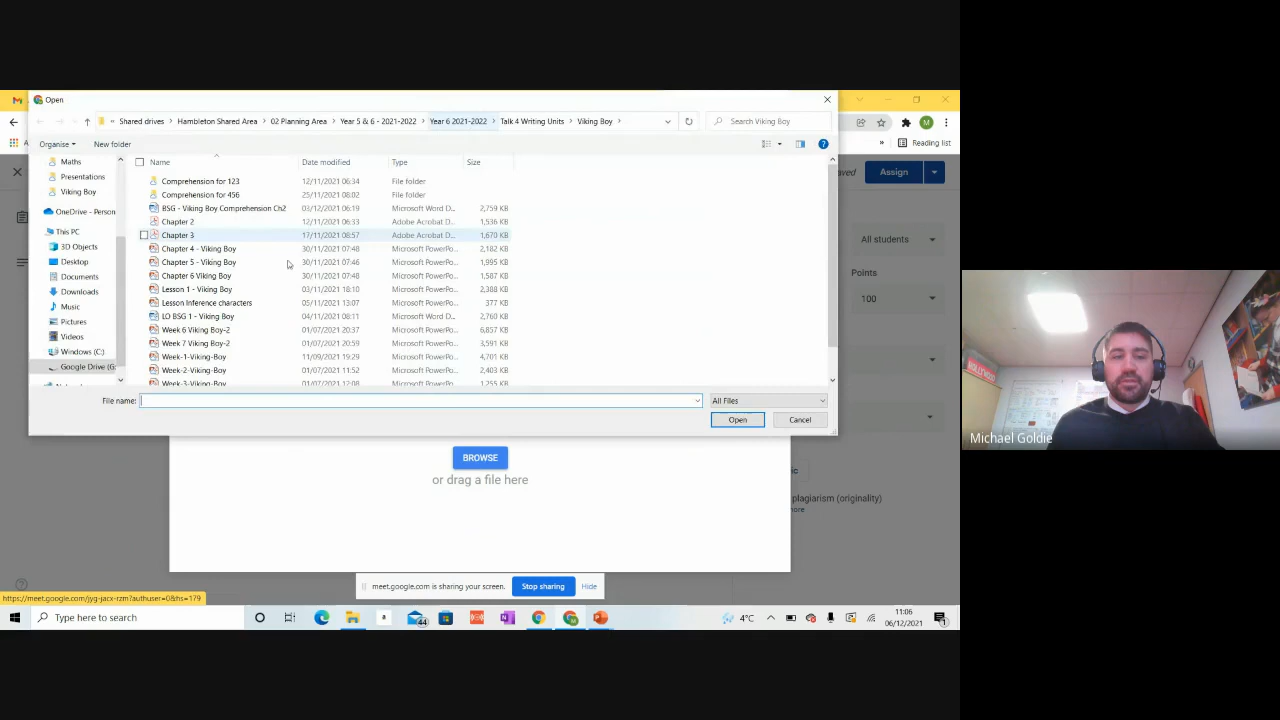 Open
Shared drives > Hambleton Shared Area > 02 Planning Area > Year 5 & 6 - 2021-2022 > Year 6 2021-2022 > Talk 4 Writing Units > Viking Boy >
Search Viking Boy
Organise
New folder
Reading list
Maths
Presentations
Viking Boy
OneDrive - Person
This PC
3D Objects
Desktop
Documents
Downloads
Music
Pictures
Videos
Windows (C:)
Google Drive (G:
Name Date modified Type Size
Comprehension for 123 12/11/2021 06:34 File folder
Comprehension for 456 25/11/2021 08:02 File folder
BSG - Viking Boy Comprehension Ch2 03/12/2021 06:19 Microsoft Word D... 2,759 KB
Chapter 2 12/11/2021 06:33 Adobe Acrobat D... 1,536 KB
Chapter 3 17/11/2021 08:57 Adobe Acrobat D... 1,670 KB
Chapter 4 - Viking Boy 30/11/2021 07:48 Microsoft PowerPo... 2,182 KB
Chapter 5 - Viking Boy 30/11/2021 07:46 Microsoft PowerPo... 1,995 KB
Chapter 6 Viking Boy 30/11/2021 07:48 Microsoft PowerPo... 1,587 KB
Lesson 1 - Viking Boy 03/11/2021 18:10 Microsoft PowerPo... 2,388 KB
Lesson Inference characters 05/11/2021 13:07 Microsoft PowerPo... 377 KB
LO BSG 1 - Viking Boy 04/11/2021 08:11 Microsoft Word D... 2,760 KB
Week 6 Viking Boy-2 01/07/2021 20:37 Microsoft PowerPo... 6,857 KB
Week 7 Viking Boy-2 01/07/2021 20:59 Microsoft PowerPo... 3,591 KB
Week-1-Viking-Boy 11/09/2021 19:29 Microsoft PowerPo... 4,701 KB
Week-2-Viking-Boy 01/07/2021 11:52 Microsoft PowerPo... 2,403 KB
Week-3-Viking-Boy 01/07/2021 12:08 Microsoft PowerPo... 1,255 KB
File name:
All Files
Open
Cancel
Assign
All students
Points
100
plagiarism (originality)
BROWSE
or drag a file here
meet.google.com is sharing your screen.
Stop sharing
Hide
https://meet.google.com/jyg-jacx-rzm?authuser=0&hs=179
Type here to search
44
4°C
11:06
06/12/2021
Michael Goldie